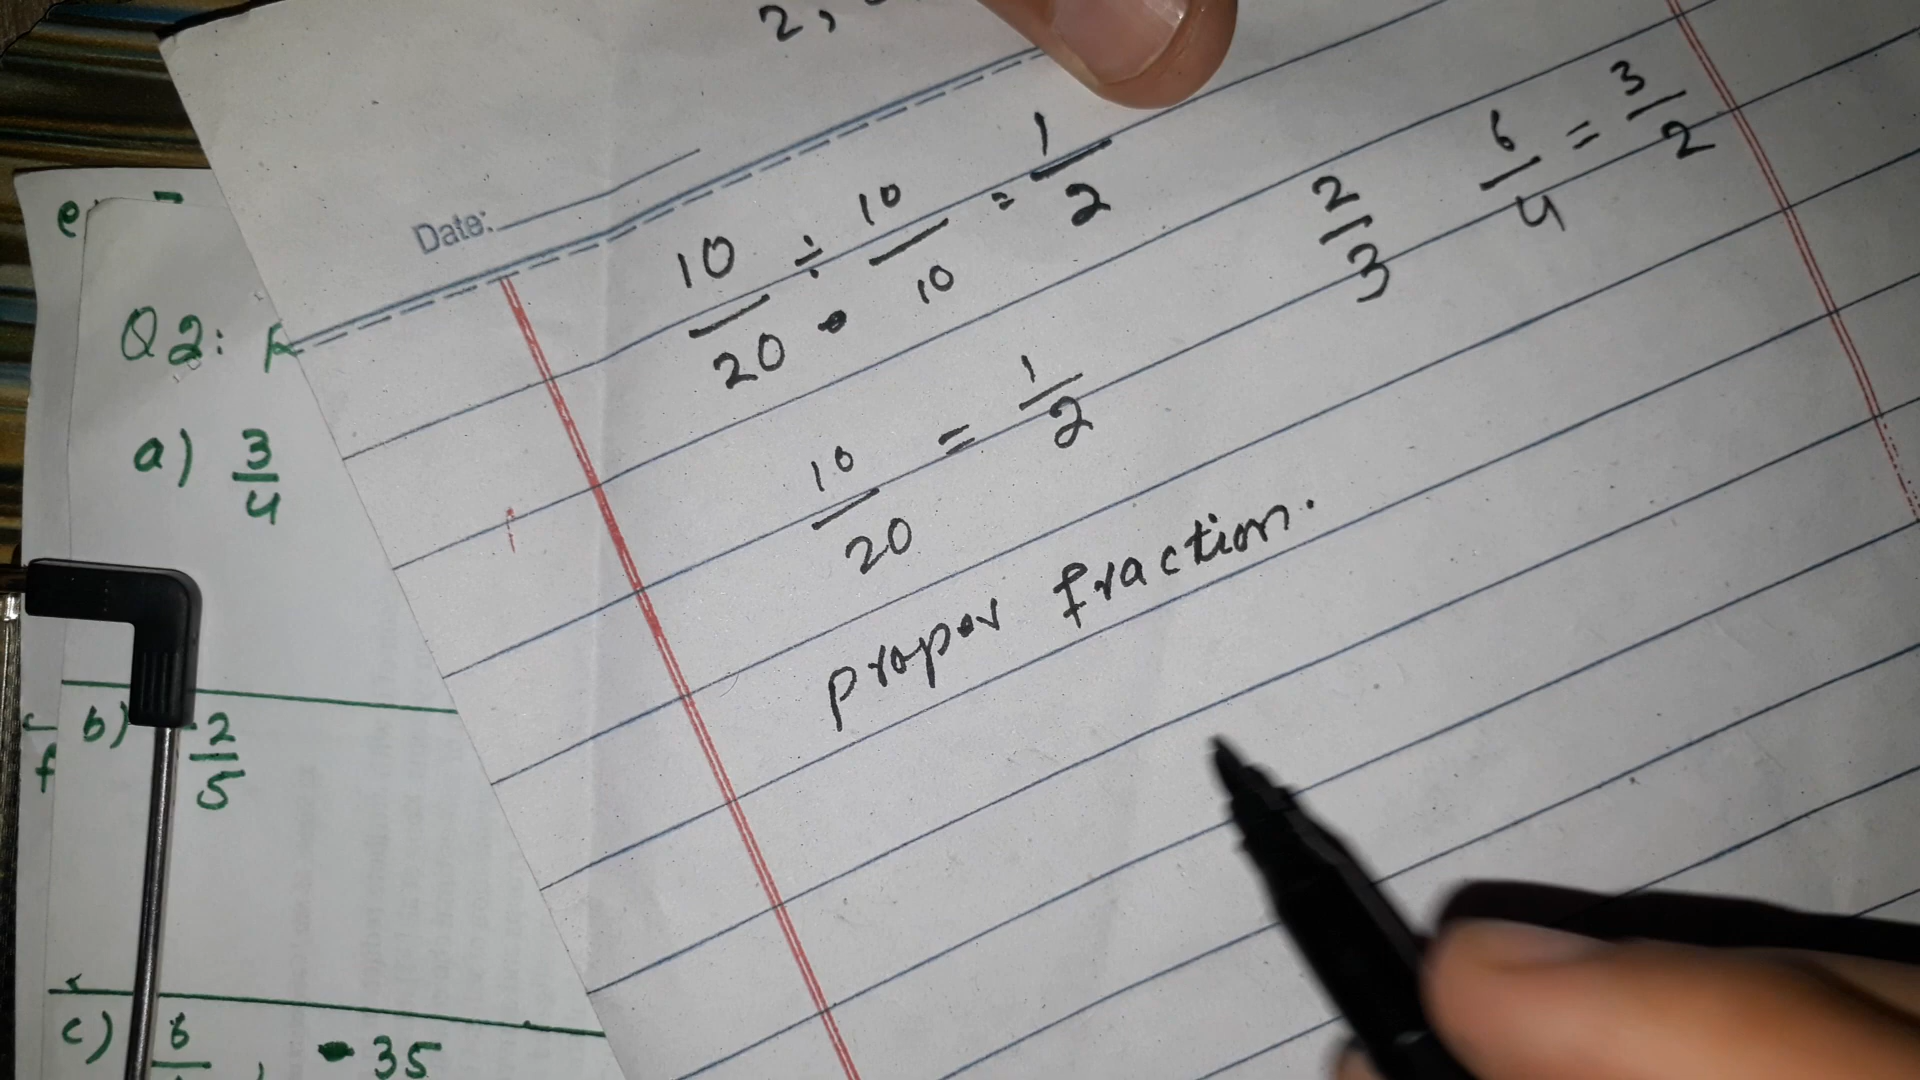 2,
Date:
10/20 ÷ 10/10 = 1/2
2/3
6/4 = 3/2
10/20 = 1/2
proper fraction.
Q2:
a) 3/4
b) 2/5
c) 6
35